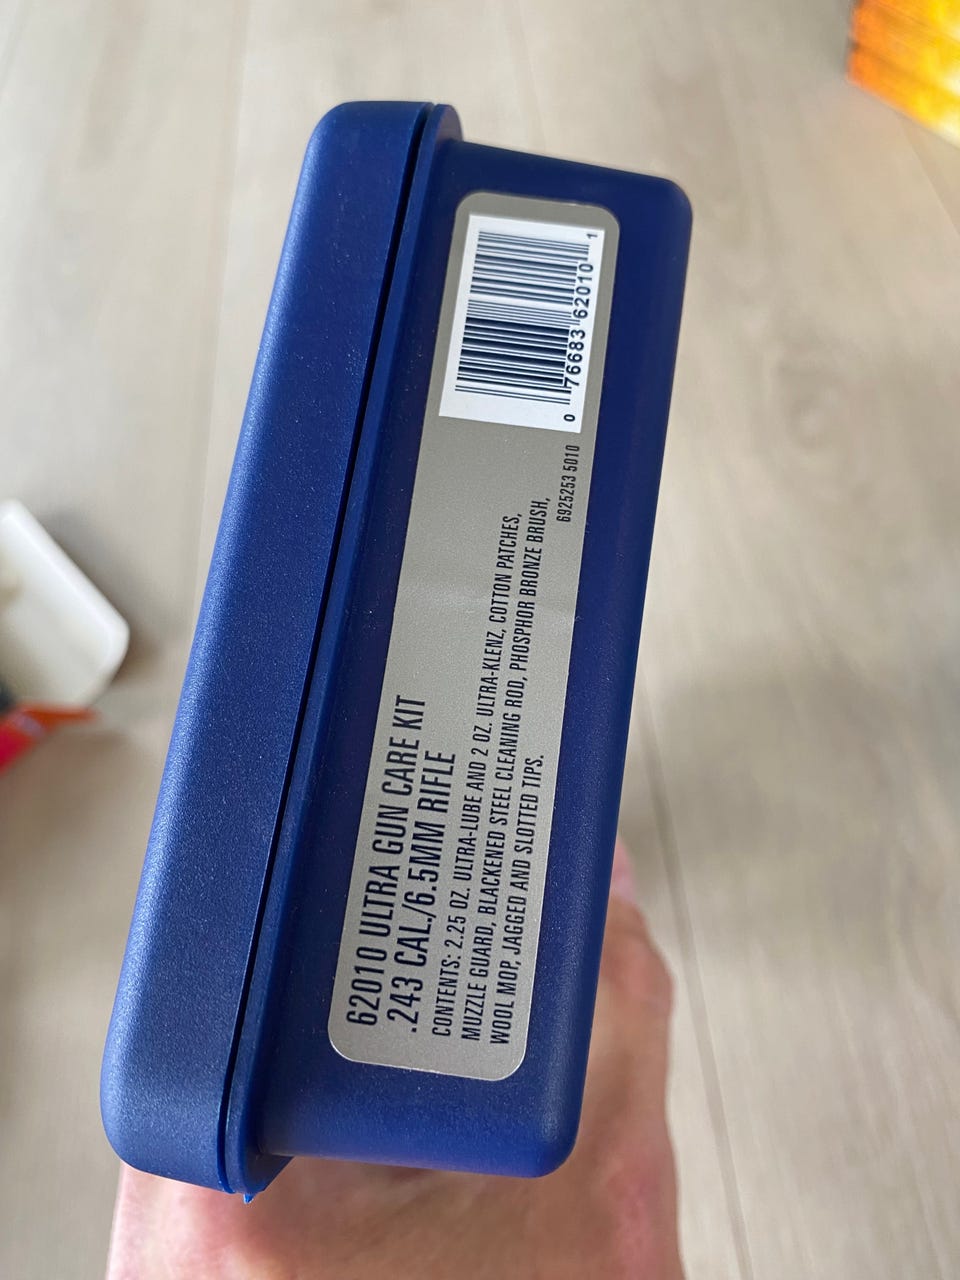 62010 ULTRA GUN CARE KIT
.243 CAL./6.5MM RIFLE
CONTENTS: 2.25 OZ. ULTRA-LUBE AND 2 OZ. ULTRA-KLENZ, COTTON PATCHES,
MUZZLE GUARD, BLACKENED STEEL CLEANING ROD, PHOSPHOR BRONZE BRUSH,
WOOL MOP, JAGGED AND SLOTTED TIPS.
6925253 5010
0 76683 62010 1